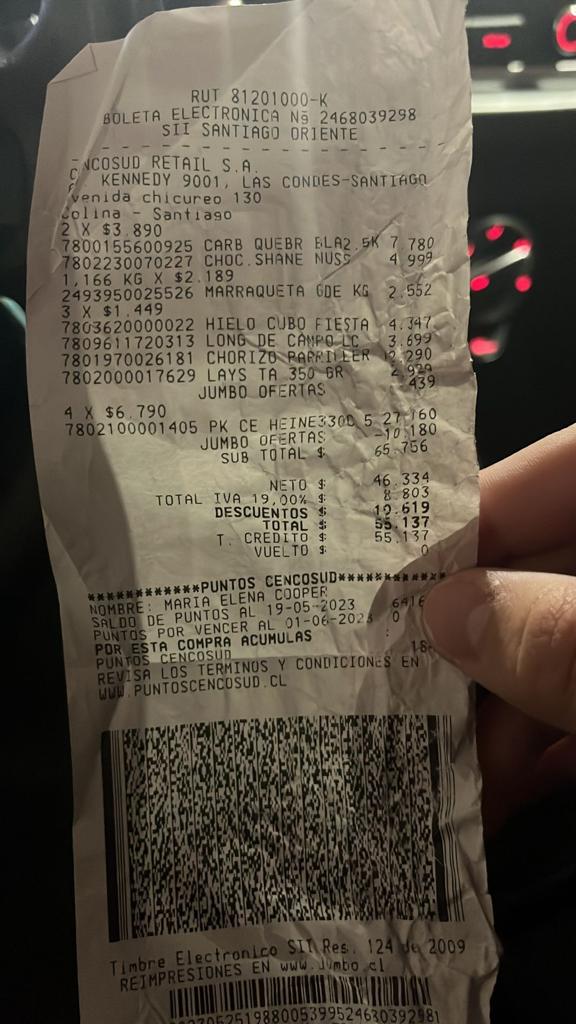 RUT 81201000-K
BOLETA ELECTRONICA Nº 2468039298
SII SANTIAGO ORIENTE
NCOSUD RETAIL S.A.
KENNEDY 9001, LAS CONDES-SANTIAGO
venida chicureo 130
Colina - Santiago
2 X $3.890
7800155600925 CARB QUEBR BLA2.5K 7.780
7802230070227 CHOC.SHANE NUSS 4.999
1,166 KG X $2.189
2493950025526 MARRAQUETA GDE KG 2.552
3 X $1.449
7803620000022 HIELO CUBO FIESTA 4.347
7809611720313 LONG DE CAMPO LC 3.699
7801970026181 CHORIZO PARRILLER 12.290
7802000017629 LAYS TA 350 GR 2.929
JUMBO OFERTAS 439
4 X $6.790
7802100001405 PK CE HEINE330C 5 27.160
JUMBO OFERTAS -10.180
SUB TOTAL $ 65.756
NETO $ 46.334
TOTAL IVA 19,00% $ 8.803
DESCUENTOS $ 10.619
TOTAL $ 55.137
T. CREDITO $ 55.137
VUELTO $ 0
***********PUNTOS CENCOSUD***********
NOMBRE: MARIA ELENA COOPER
SALDO DE PUNTOS AL 19-05-2023 6416
PUNTOS POR VENCER AL 01-06-2023 0
POR ESTA COMPRA ACUMULAS :
PUNTOS CENCOSUD 18
REVISA LOS TERMINOS Y CONDICIONES EN
WWW.PUNTOSCENCOSUD.CL
Timbre Electronico SII Res. 124 de 2009
REIMPRESIONES EN www.Jumbo.cl